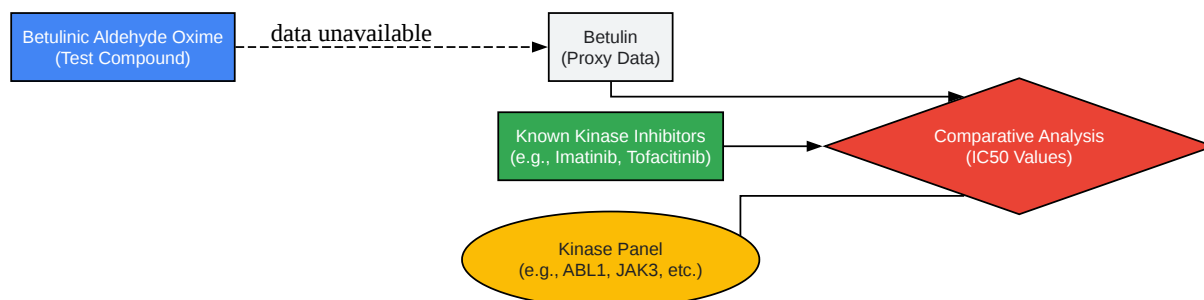 Betulinic Aldehyde Oxime
(Test Compound)
data unavailable
Betulin
(Proxy Data)
Known Kinase Inhibitors
(e.g., Imatinib, Tofacitinib)
Comparative Analysis
(IC50 Values)
Kinase Panel
(e.g., ABL1, JAK3, etc.)